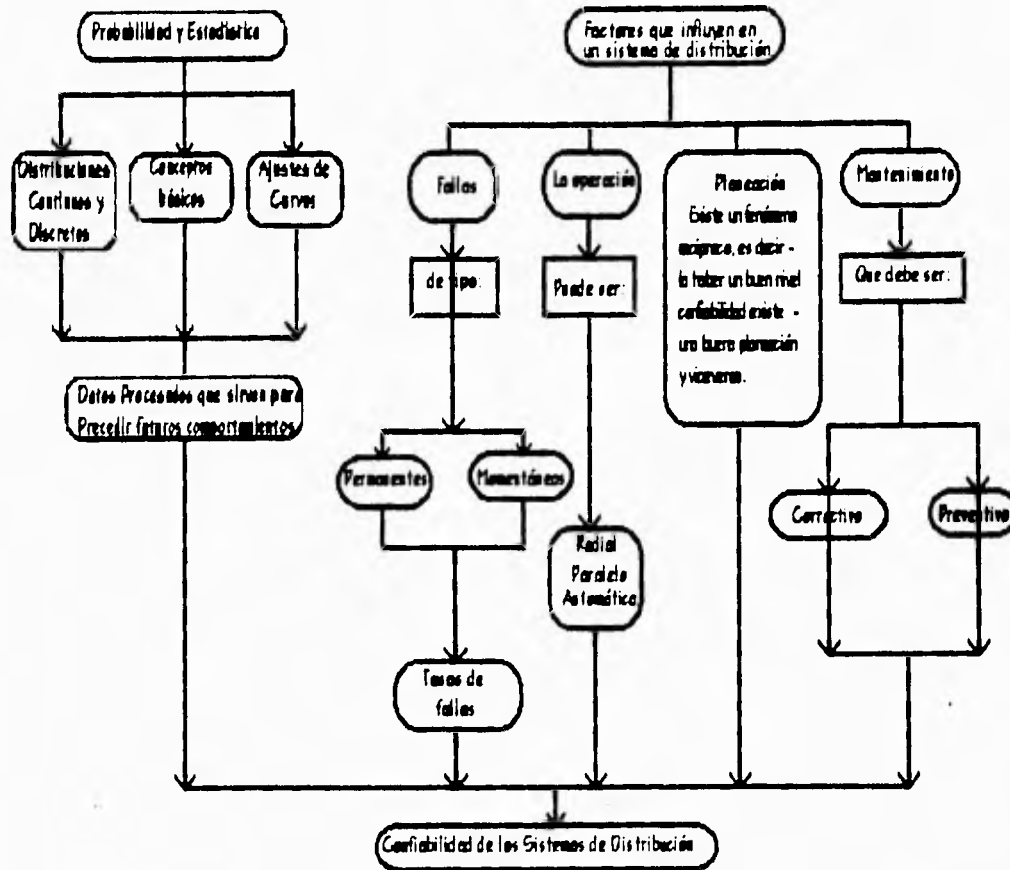 Probabilidad y Estadística
Factores que influyen en
un sistema de distribución
Distribuciones
Continuas y
Discretas
Conceptos
básicos
Ajustes de
Curvas
Fallas
La operación
Planeación
Existe un fenómeno
recíproco, es decir -
la haber un buen nivel
confiabilidad existe -
una buena planeación
y viceversa.
Mantenimiento
de tipo:
Puede ser:
Que debe ser:
Datos Procesados que sirven para
Precedir futuros comportamientos
Permanentes
Momentáneos
Correctivo
Preventivo
Radial
Paralelo
Automática
Tasas de
fallas
Confiabilidad de los Sistemas de Distribución